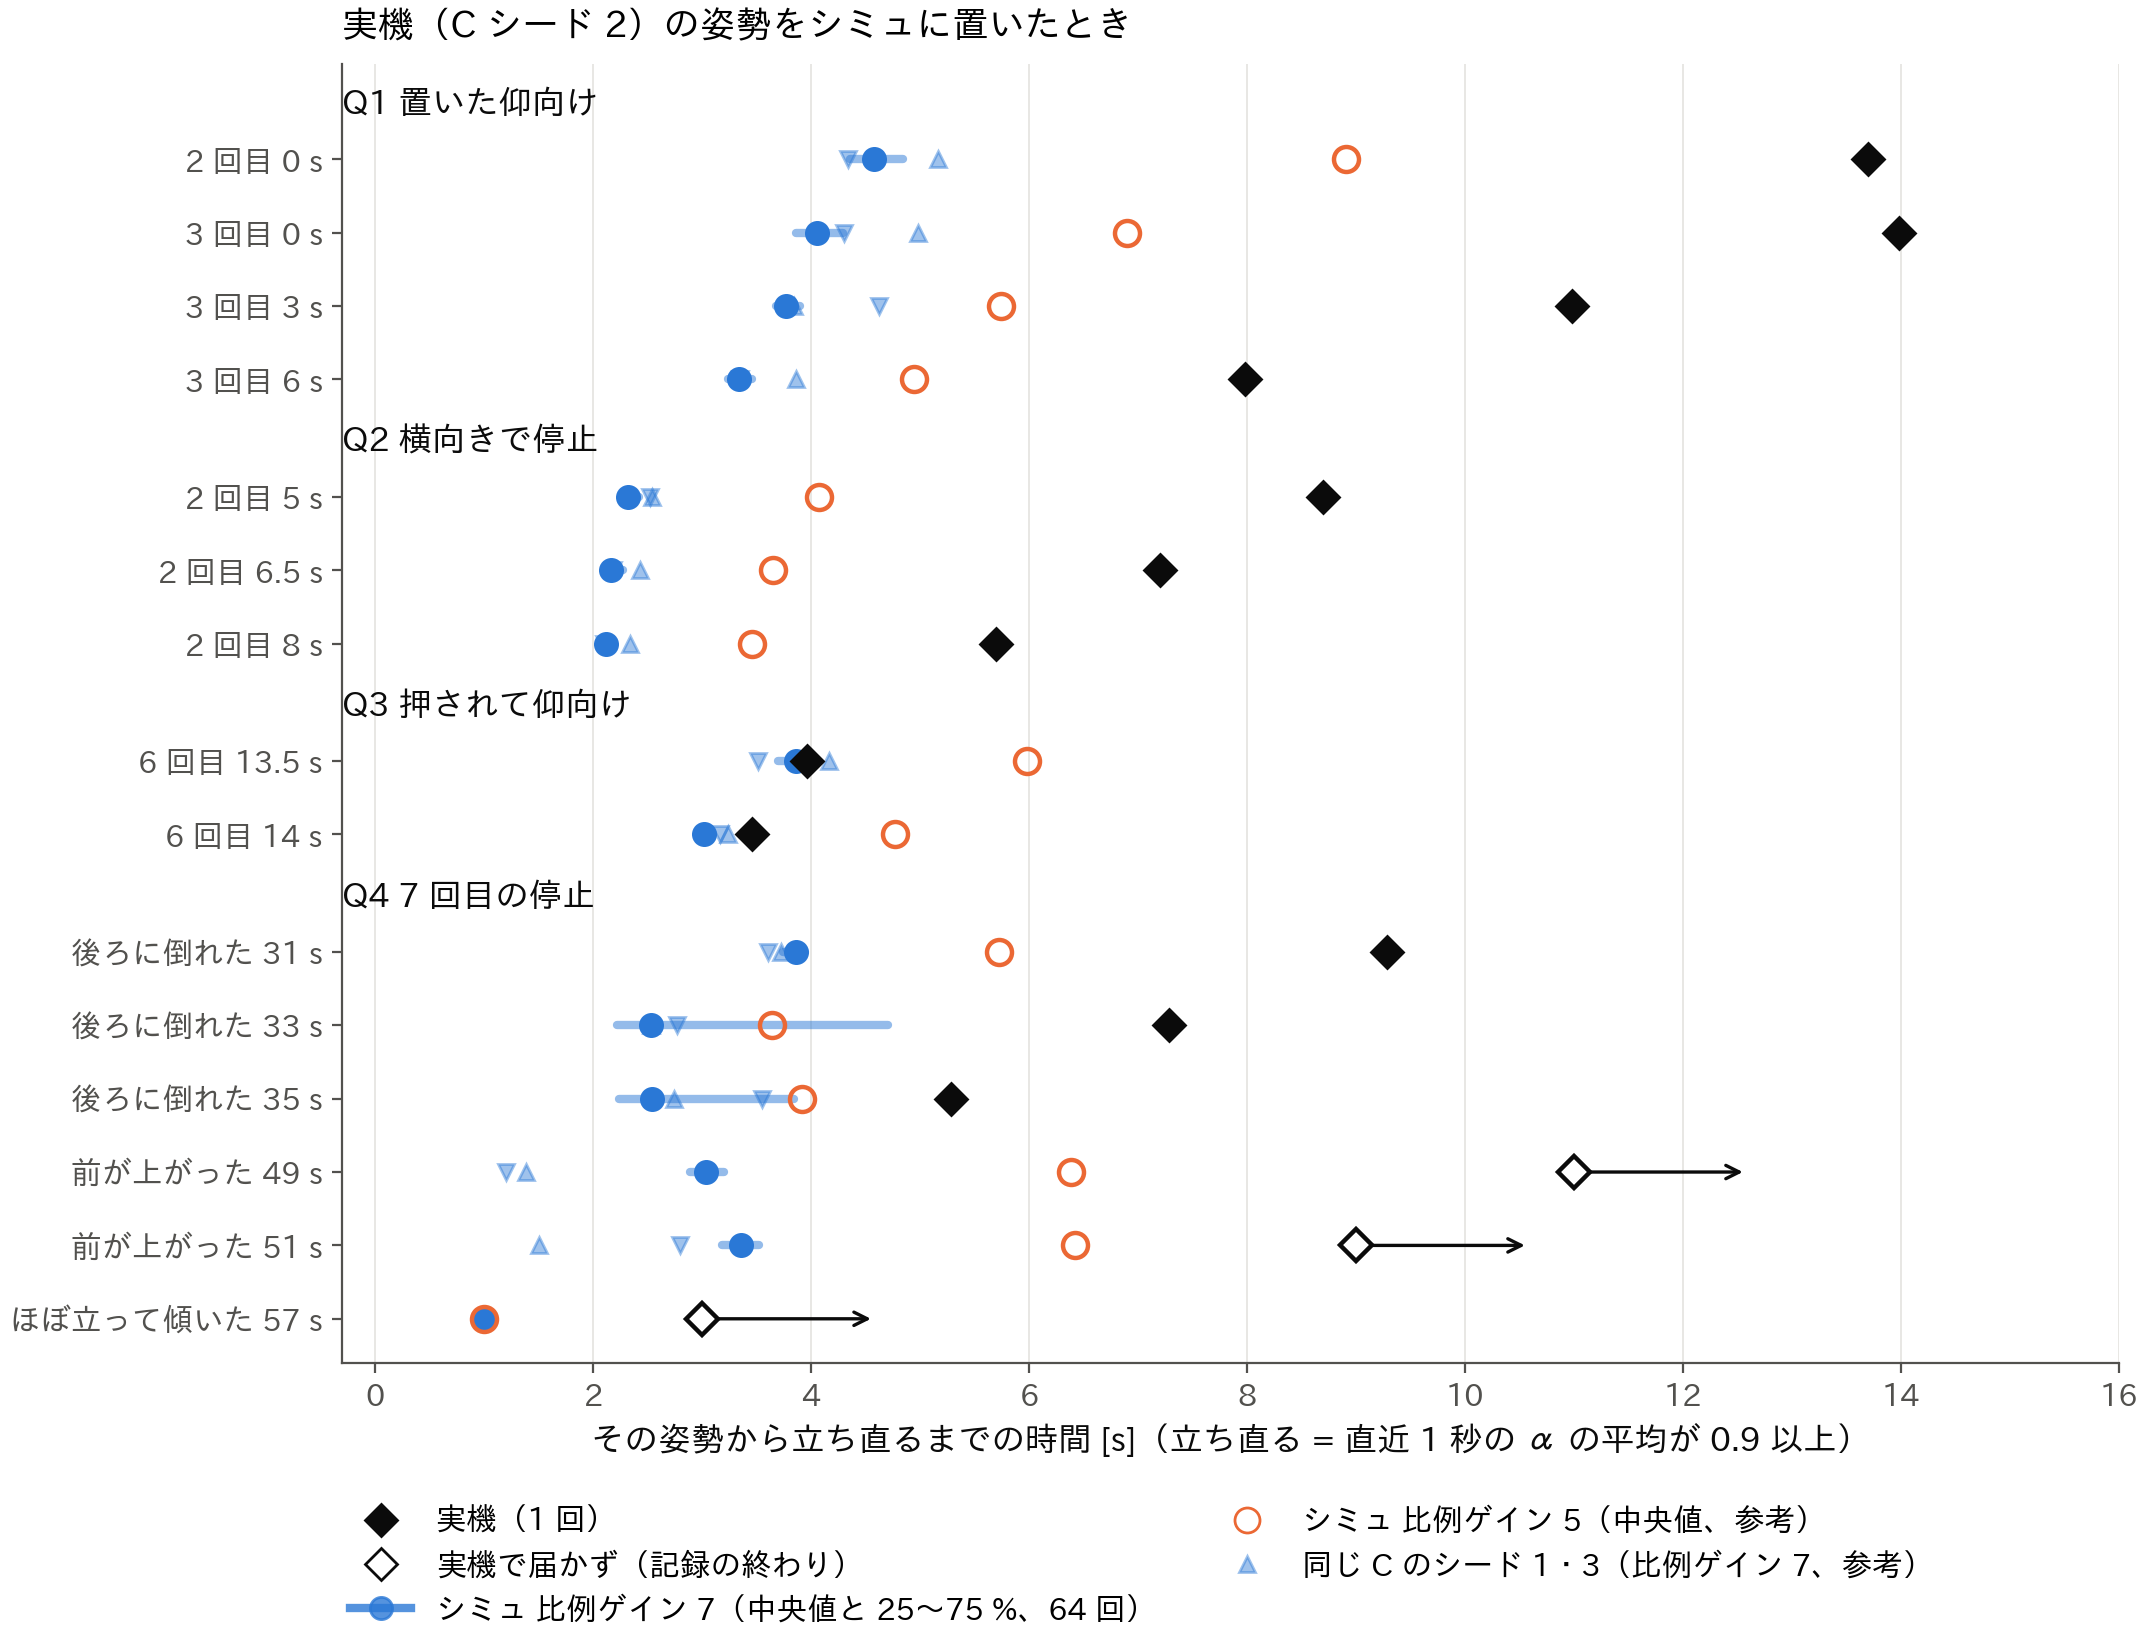 実機（C シード 2）の姿勢をシミュに置いたとき
Q1 置いた仰向け
2 回目 0 s
3 回目 0 s
3 回目 3 s
3 回目 6 s
Q2 横向きで停止
2 回目 5 s
2 回目 6.5 s
2 回目 8 s
Q3 押されて仰向け
6 回目 13.5 s
6 回目 14 s
Q4 7 回目の停止
後ろに倒れた 31 s
後ろに倒れた 33 s
後ろに倒れた 35 s
前が上がった 49 s
前が上がった 51 s
ほぼ立って傾いた 57 s
0 2 4 6 8 10 12 14 16
その姿勢から立ち直るまでの時間 [s]（立ち直る = 直近 1 秒の α の平均が 0.9 以上）
実機（1 回）
実機で届かず（記録の終わり）
シミュ 比例ゲイン 7（中央値と 25〜75 %、64 回）
シミュ 比例ゲイン 5（中央値、参考）
同じ C のシード 1・3（比例ゲイン 7、参考）